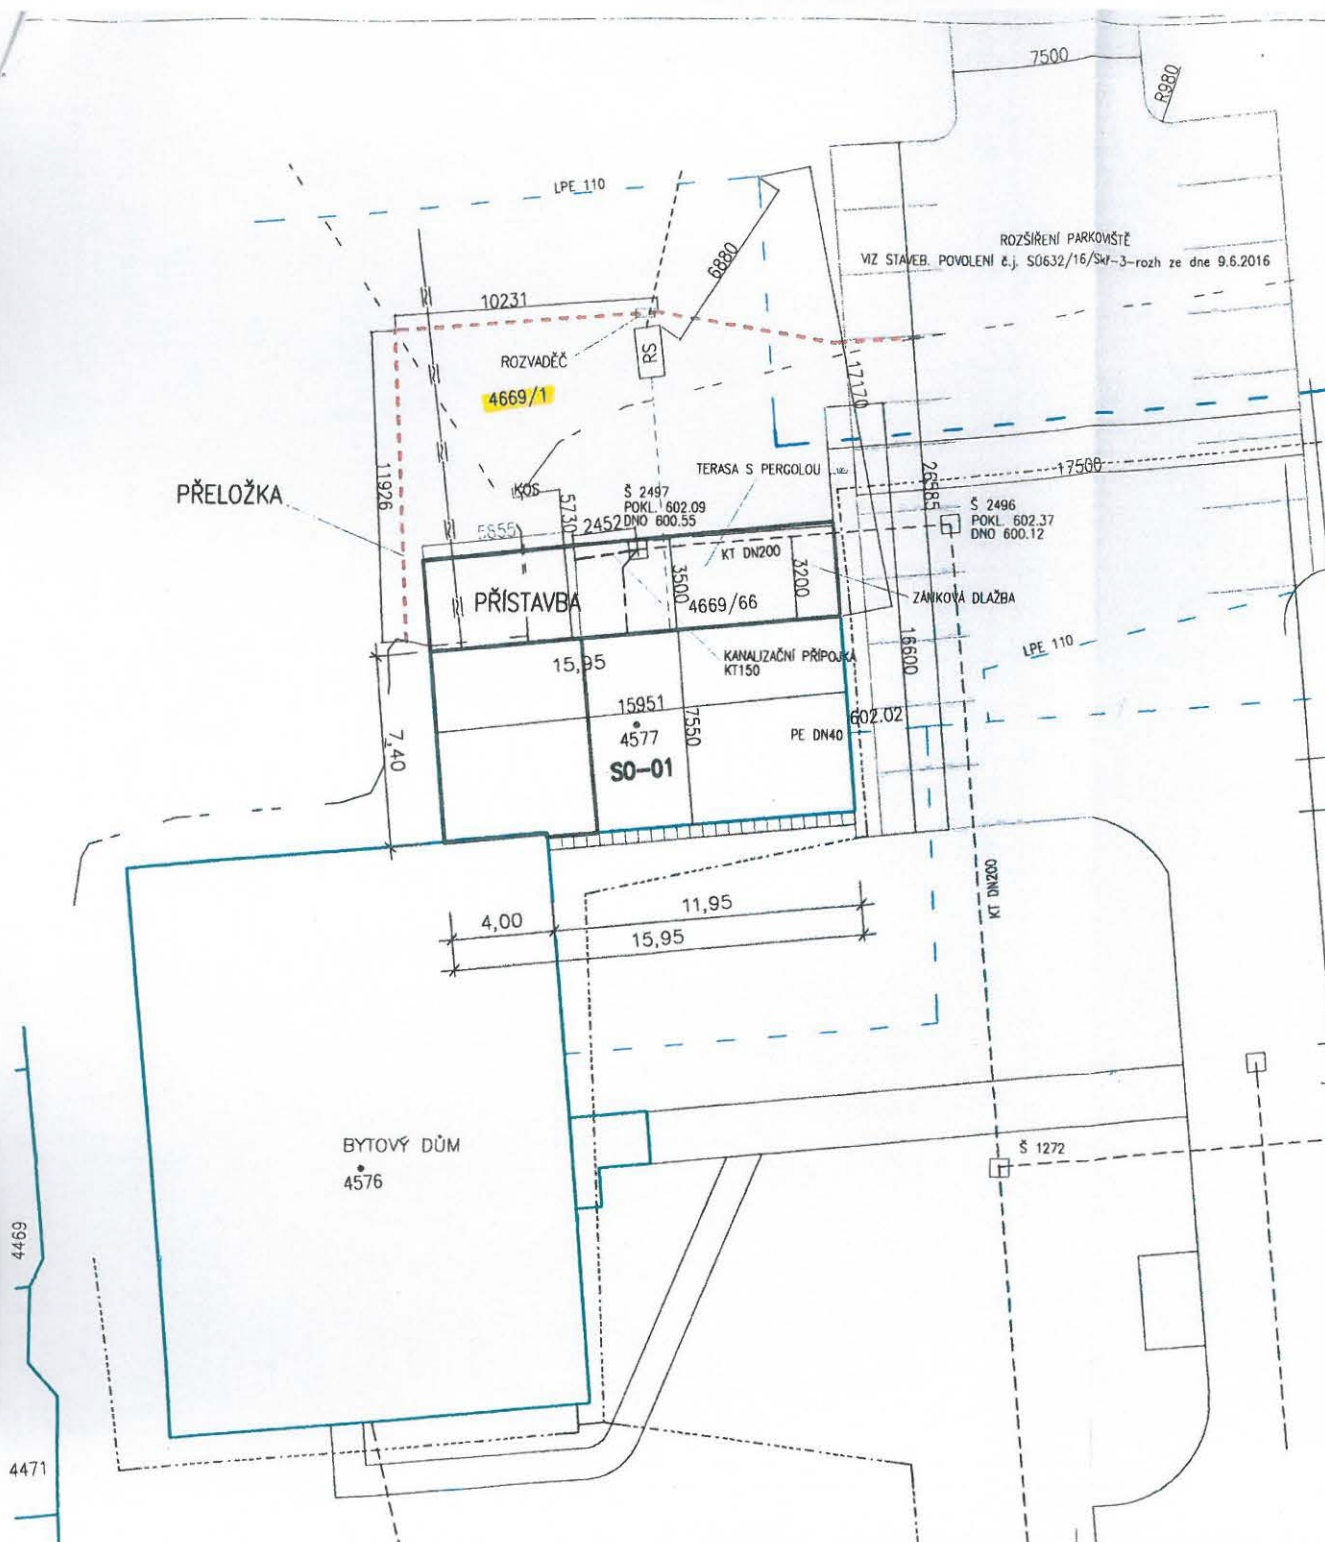 7500
R980
LPE 110
ROZŠÍŘENÍ PARKOVIŠTĚ
VIZ STAVEB. POVOLENÍ č.j. SÚ632/16/Skř-3-rozh ze dne 9.6.2016
6880
10231
ROZVADĚČ
RS
4669/1
17170
11926
PŘELOŽKA
TERASA S PERGOLOU
17500
26585
KOS
5730
Š 2497
POKL. 602.09
DNO 600.55
Š 2496
POKL. 602.37
DNO 600.12
5855
2452
KT DN200
3500
3200
PŘÍSTAVBA
4669/66
ZÁMKOVÁ DLAŽBA
16600
LPE 110
15,95
KANALIZAČNÍ PŘÍPOJKA
KT150
15951
4577
SO-01
7550
602.02
PE DN40
7,40
KT DN200
4,00
11,95
15,95
BYTOVÝ DŮM
4576
Š 1272
4469
4471